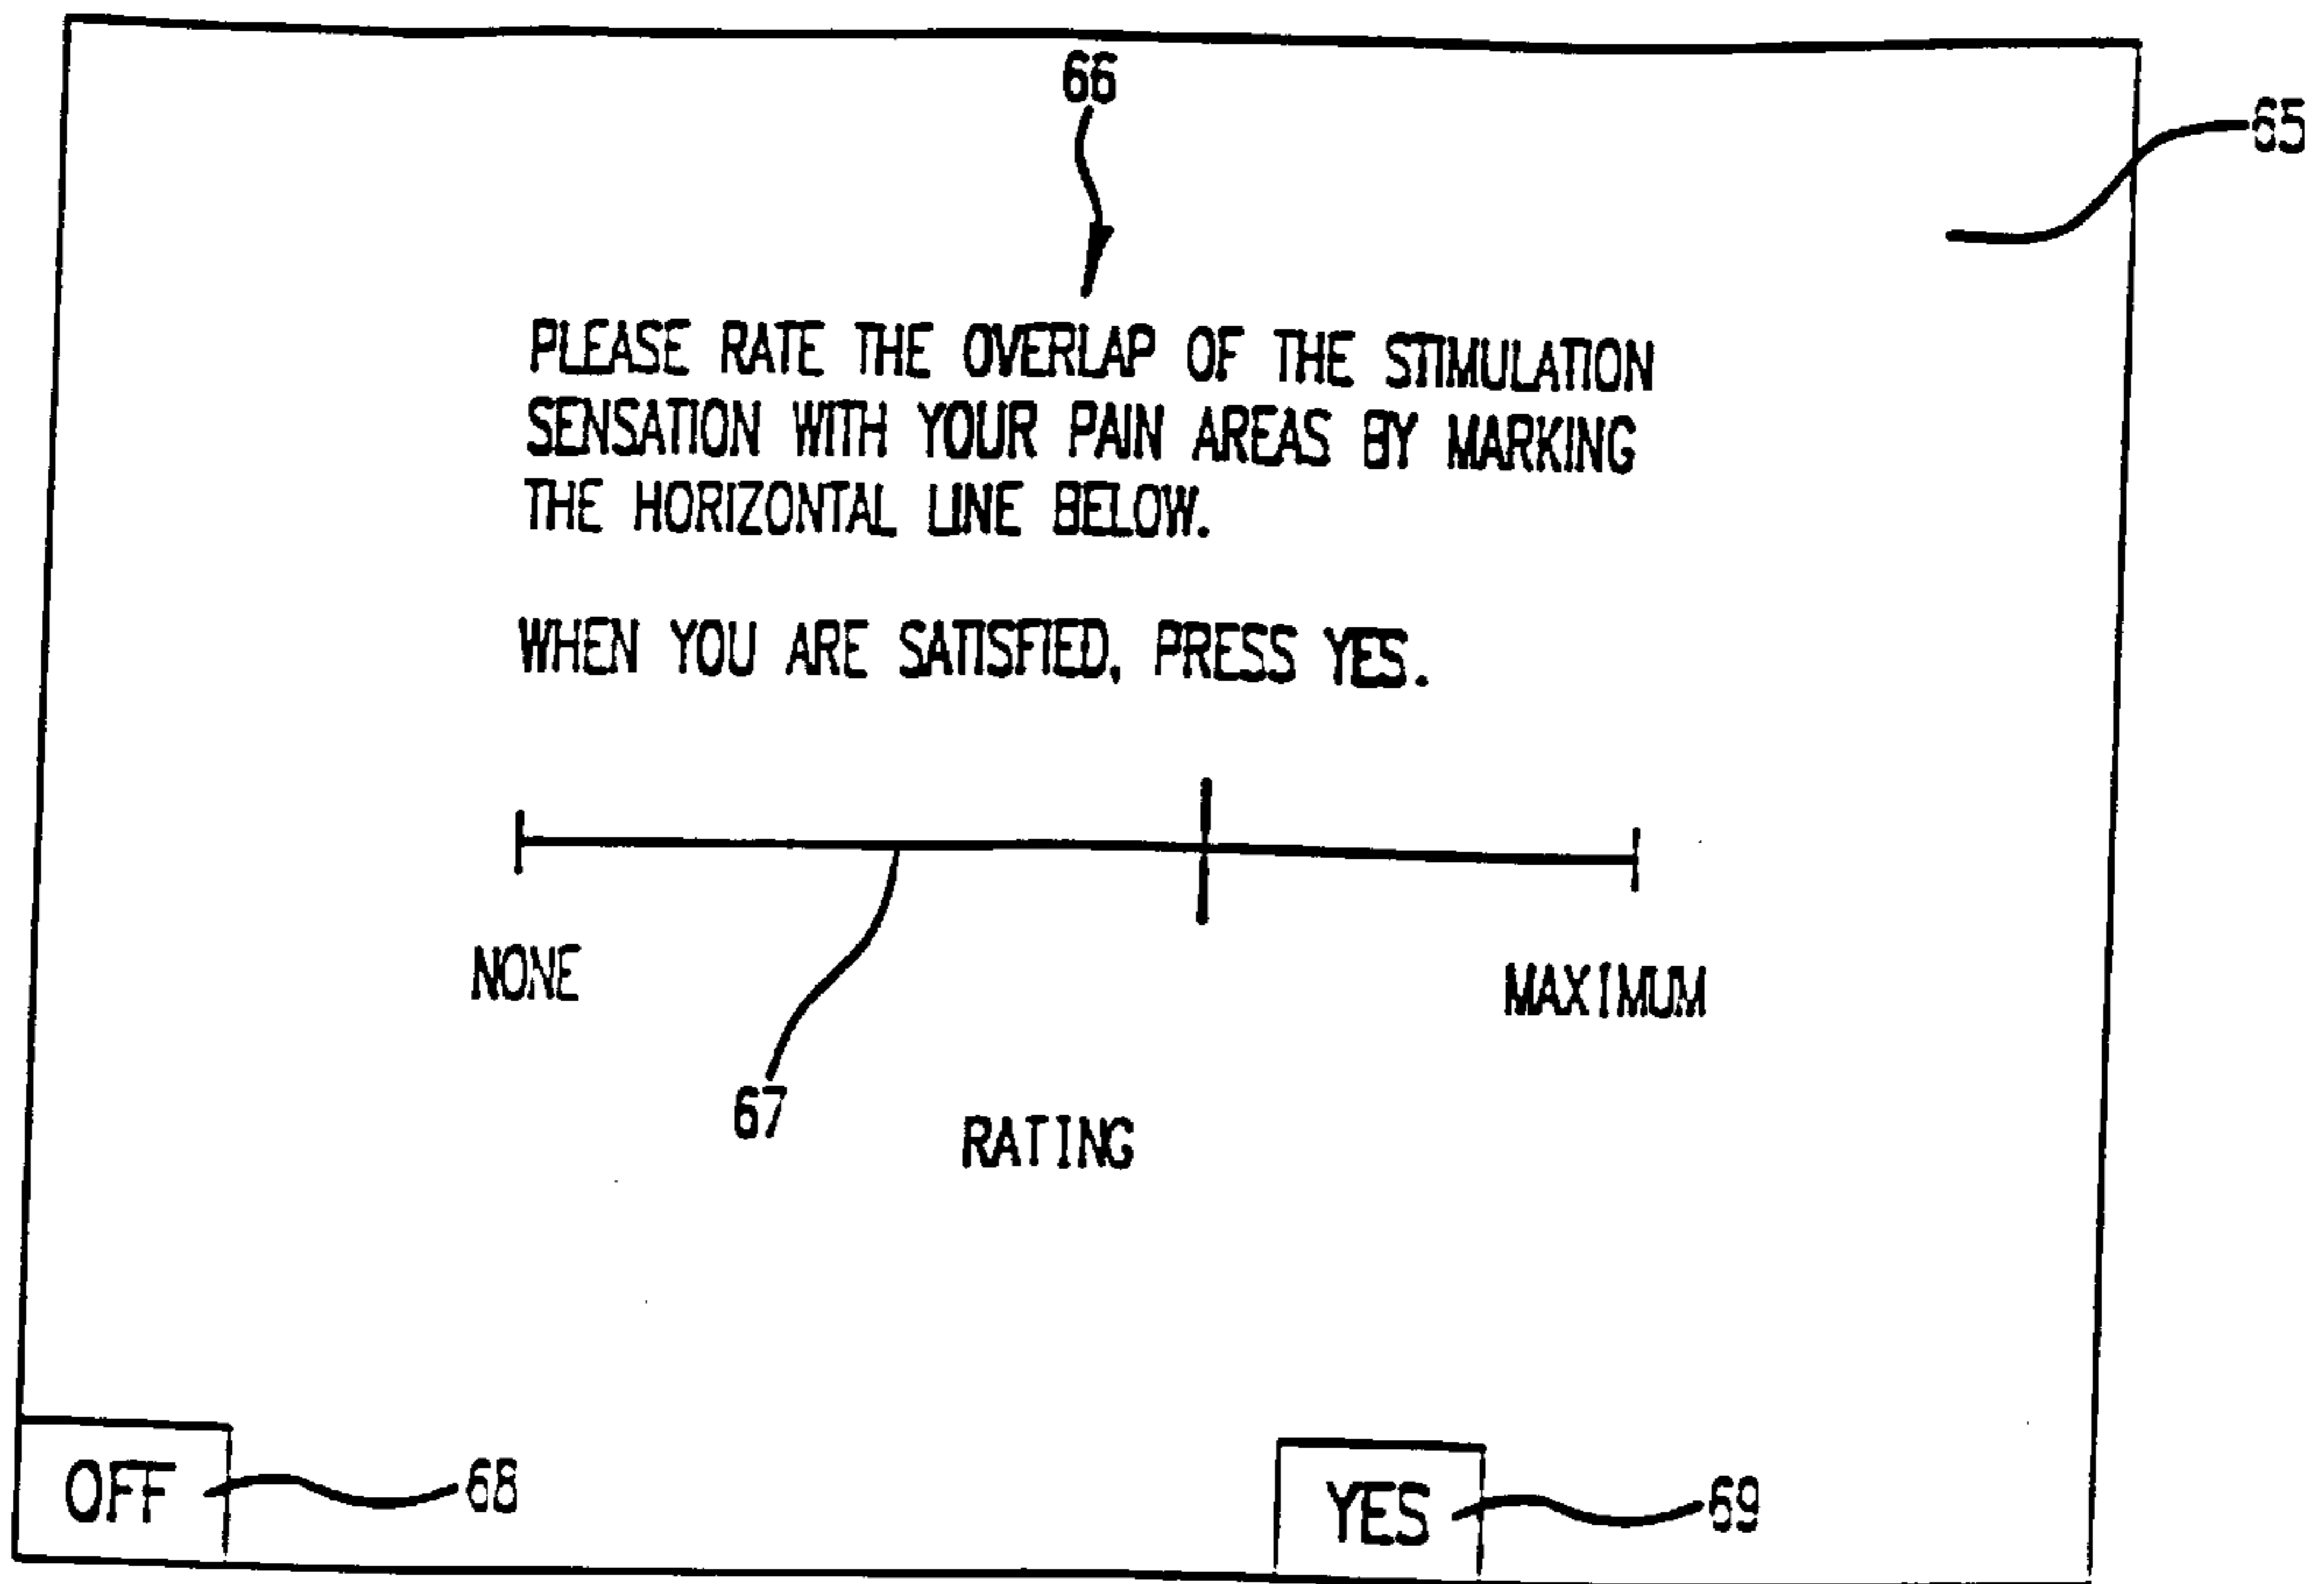 66
65
PLEASE RATE THE OVERLAP OF THE STIMULATION
SENSATION WITH YOUR PAIN AREAS BY MARKING
THE HORIZONTAL LINE BELOW.
WHEN YOU ARE SATISFIED, PRESS YES.
NONE
MAXIMUM
67
RATING
OFF
68
YES
69